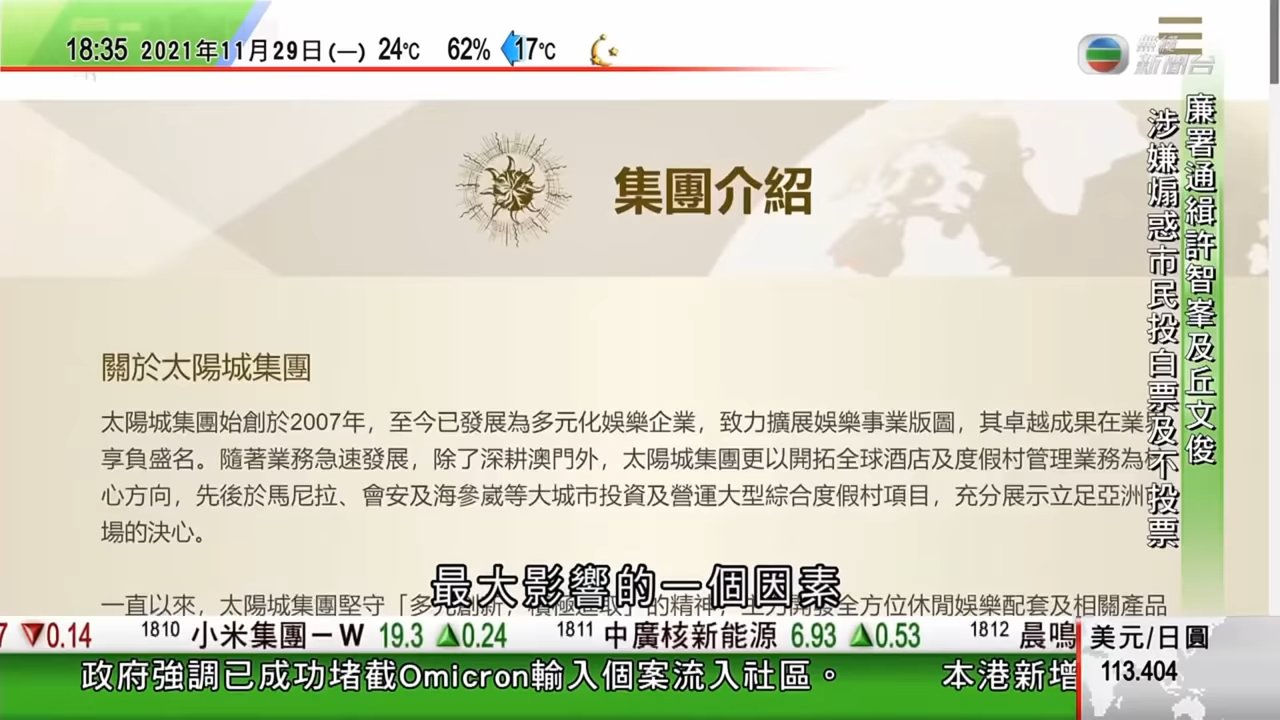 18:35 2021年11月29日(一) 24℃ 62% 17℃
無綫
新聞台
廉署通緝許智峯及丘文俊
涉嫌煽惑市民投白票及不投票
集團介紹
關於太陽城集團
太陽城集團始創於2007年，至今已發展為多元化娛樂企業，致力擴展娛樂事業版圖，其卓越成果在業
享負盛名。隨著業務急速發展，除了深耕澳門外，太陽城集團更以開拓全球酒店及度假村管理業務為
心方向，先後於馬尼拉、會安及海參崴等大城市投資及營運大型綜合度假村項目，充分展示立足亞洲
場的決心。
最大影響的一個因素
一直以來，太陽城集團堅守「多元創新，積極進取」的精神，主力開發全方位休閒娛樂配套及相關產品
7 ▼0.14 1810 小米集團－W 19.3 ▲0.24 1811 中廣核新能源 6.93 ▲0.53 1812 晨鳴
美元/日圓
113.404
政府強調已成功堵截Omicron輸入個案流入社區。 本港新增